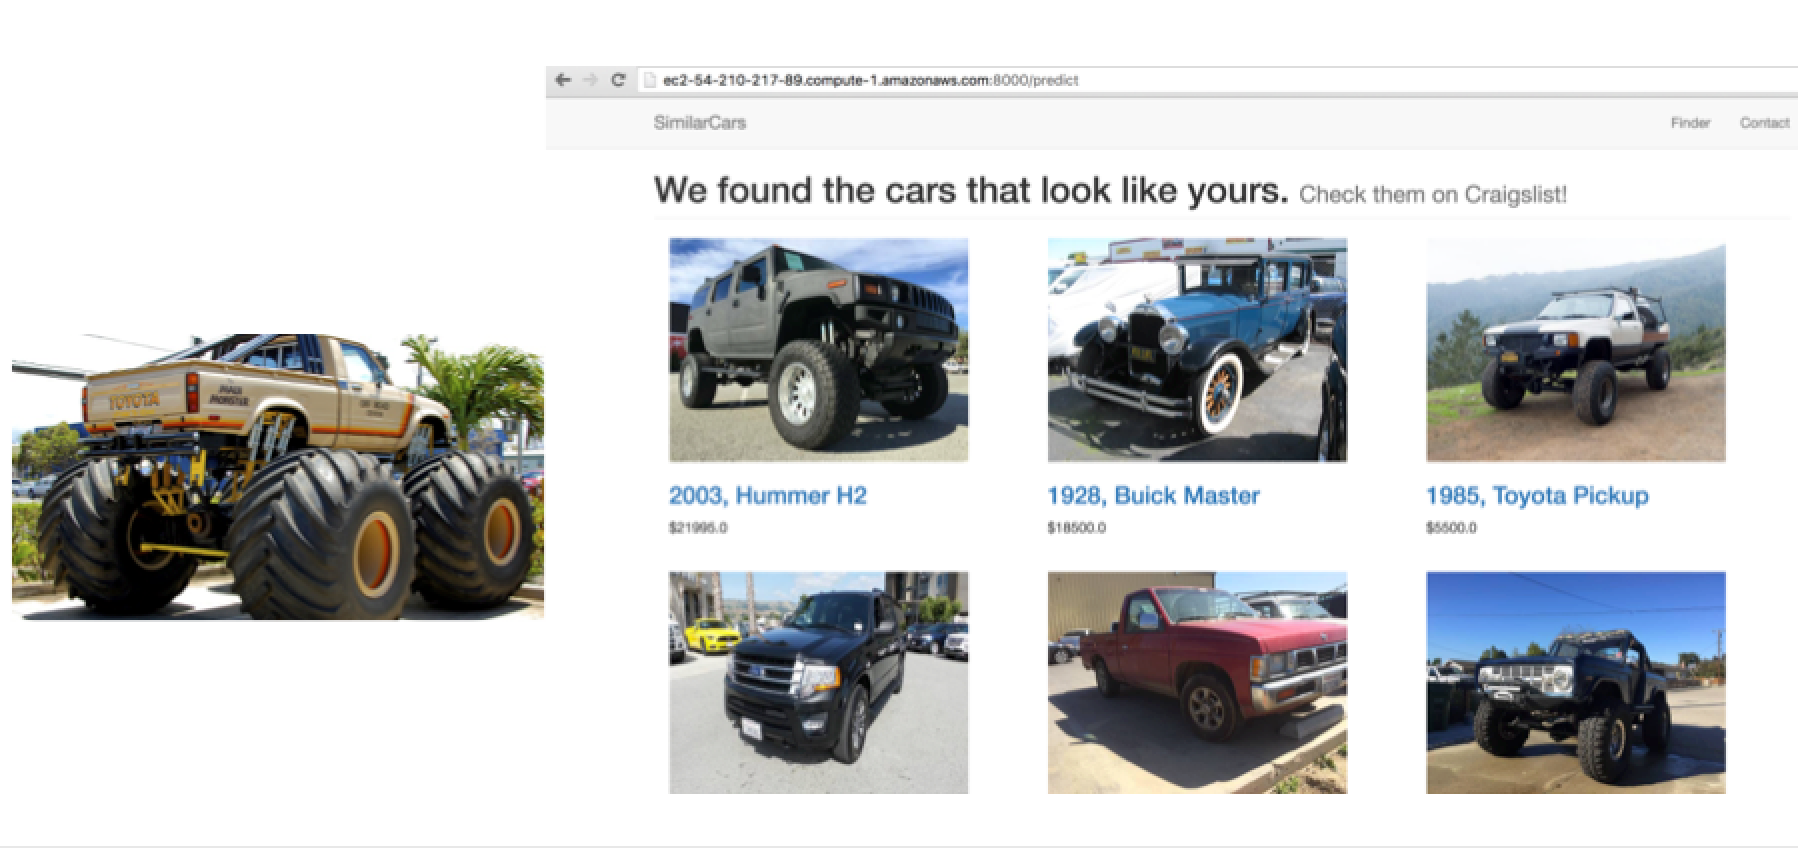 ec2-54-210-217-89.compute-1.amazonaws.com:8000/predict
SimilarCars
Finder
Contact
We found the cars that look like yours. Check them on Craigslist!
TOYOTA
MAUI
MONSTER
2003, Hummer H2
1928, Buick Master
1985, Toyota Pickup
$21995.0
$18500.0
$5500.0